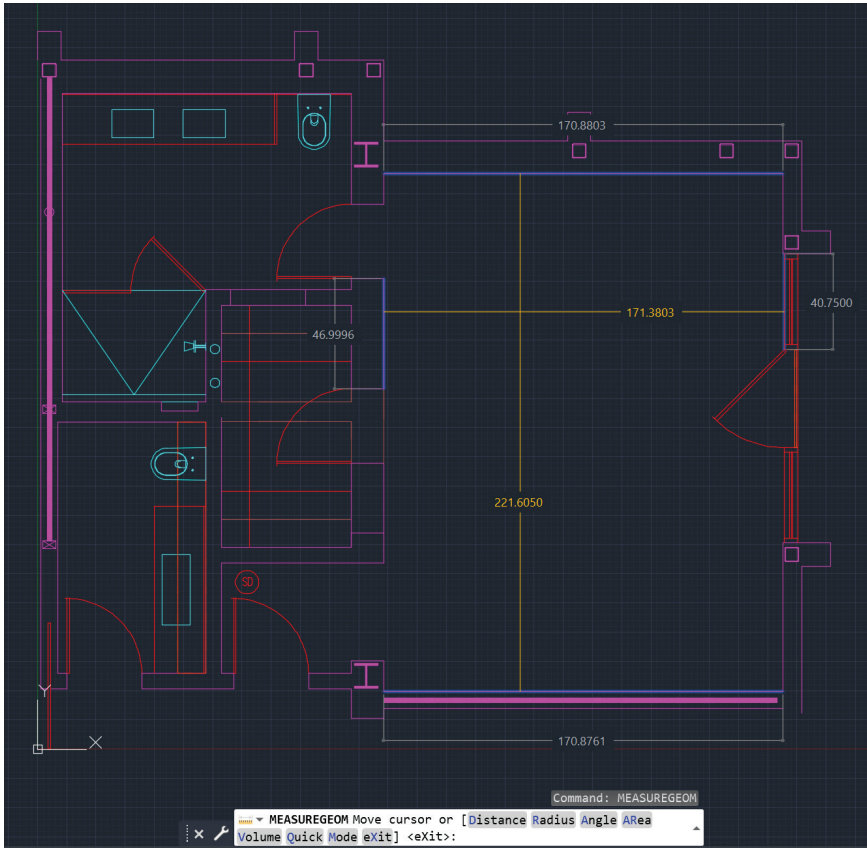 170.8803
40.7500
171.3803
46.9996
221.6050
SD
Y
X
170.8761
Command: MEASUREGEOM
MEASUREGEOM Move cursor or [Distance Radius Angle ARea
Volume Quick Mode eXit] <eXit>: